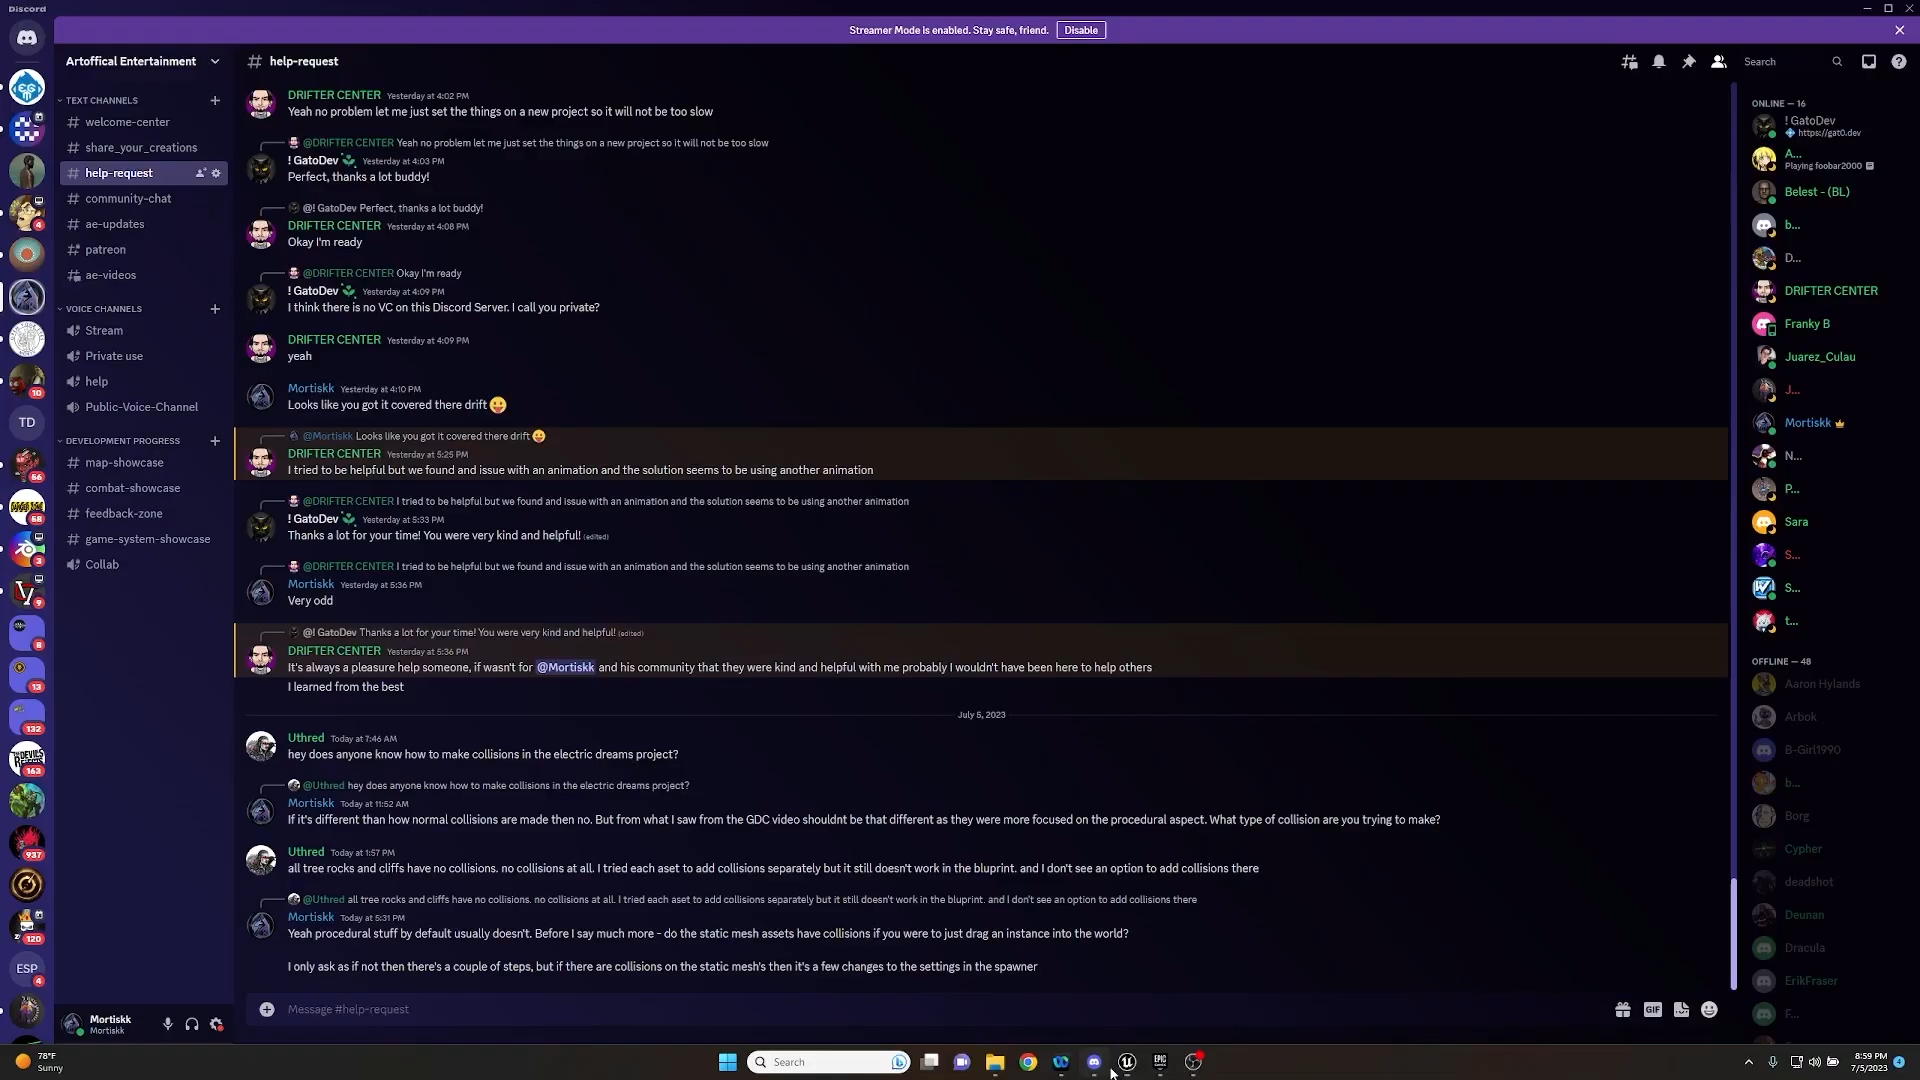 Discord
Streamer Mode is enabled. Stay safe, friend. Disable
Artoffical Entertainment
TEXT CHANNELS
welcome-center
share_your_creations
help-request
community-chat
ae-updates
patreon
ae-videos
VOICE CHANNELS
Stream
Private use
help
Public-Voice-Channel
DEVELOPMENT PROGRESS
map-showcase
combat-showcase
feedback-zone
game-system-showcase
Collab
4
10
TD
56
58
3
9
8
13
132
163
937
120
ESP
4
Mortiskk
Mortiskk
help-request
Search
DRIFTER CENTER Yesterday at 4:02 PM
Yeah no problem let me just set the things on a new project so it will not be too slow
@DRIFTER CENTER Yeah no problem let me just set the things on a new project so it will not be too slow
! GatoDev Yesterday at 4:03 PM
Perfect, thanks a lot buddy!
@! GatoDev Perfect, thanks a lot buddy!
DRIFTER CENTER Yesterday at 4:08 PM
Okay I'm ready
@DRIFTER CENTER Okay I'm ready
! GatoDev Yesterday at 4:09 PM
I think there is no VC on this Discord Server. I call you private?
DRIFTER CENTER Yesterday at 4:09 PM
yeah
Mortiskk Yesterday at 4:10 PM
Looks like you got it covered there drift 😛
@Mortiskk Looks like you got it covered there drift 😛
DRIFTER CENTER Yesterday at 5:25 PM
I tried to be helpful but we found and issue with an animation and the solution seems to be using another animation
@DRIFTER CENTER I tried to be helpful but we found and issue with an animation and the solution seems to be using another animation
! GatoDev Yesterday at 5:33 PM
Thanks a lot for your time! You were very kind and helpful! (edited)
@DRIFTER CENTER I tried to be helpful but we found and issue with an animation and the solution seems to be using another animation
Mortiskk Yesterday at 5:36 PM
Very odd
@! GatoDev Thanks a lot for your time! You were very kind and helpful! (edited)
DRIFTER CENTER Yesterday at 5:36 PM
It's always a pleasure help someone, if wasn't for @Mortiskk and his community that they were kind and helpful with me probably I wouldn't have been here to help others
I learned from the best
July 5, 2023
Uthred Today at 7:46 AM
hey does anyone know how to make collisions in the electric dreams project?
@Uthred hey does anyone know how to make collisions in the electric dreams project?
Mortiskk Today at 11:52 AM
If it's different than how normal collisions are made then no. But from what I saw from the GDC video shouldnt be that different as they were more focused on the procedural aspect. What type of collision are you trying to make?
Uthred Today at 1:57 PM
all tree rocks and cliffs have no collisions. no collisions at all. I tried each aset to add collisions separately but it still doesn't work in the bluprint. and I don't see an option to add collisions there
@Uthred all tree rocks and cliffs have no collisions. no collisions at all. I tried each aset to add collisions separately but it still doesn't work in the bluprint. and I don't see an option to add collisions there
Mortiskk Today at 5:31 PM
Yeah procedural stuff by default usually doesn't. Before I say much more - do the static mesh assets have collisions if you were to just drag an instance into the world?
I only ask as if not then there's a couple of steps, but if there are collisions on the static mesh's then it's a few changes to the settings in the spawner
Message #help-request
GIF
ONLINE — 16
! GatoDev
https://gat0.dev
A...
Playing foobar2000
Belest - (BL)
b...
D...
DRIFTER CENTER
Franky B
Juarez_Culau
J...
Mortiskk
N...
P...
Sara
S...
S...
t...
OFFLINE — 48
Aaron Hylands
Arbok
B-Girl1990
b...
Borg
Cypher
deadshot
Deunan
Dracula
ErikFraser
F...
78°F
Sunny
Search
EPIC
8:59 PM
7/5/2023
4